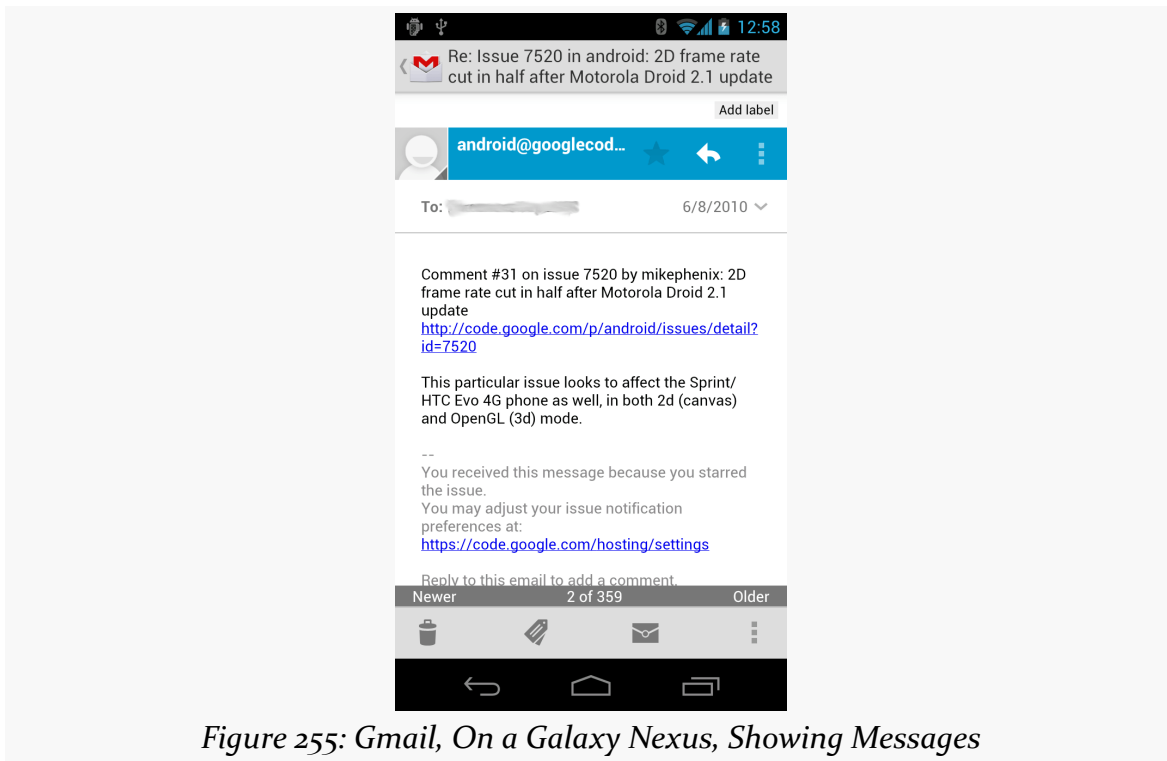 12:58
Re: Issue 7520 in android: 2D frame rate
cut in half after Motorola Droid 2.1 update
Add label
android@googlecod...
To:
6/8/2010
Comment #31 on issue 7520 by mikephenix: 2D
frame rate cut in half after Motorola Droid 2.1
update
http://code.google.com/p/android/issues/detail?
id=7520
This particular issue looks to affect the Sprint/
HTC Evo 4G phone as well, in both 2d (canvas)
and OpenGL (3d) mode.
--
You received this message because you starred
the issue.
You may adjust your issue notification
preferences at:
https://code.google.com/hosting/settings
Reply to this email to add a comment.
Newer 2 of 359 Older
Figure 255: Gmail, On a Galaxy Nexus, Showing Messages